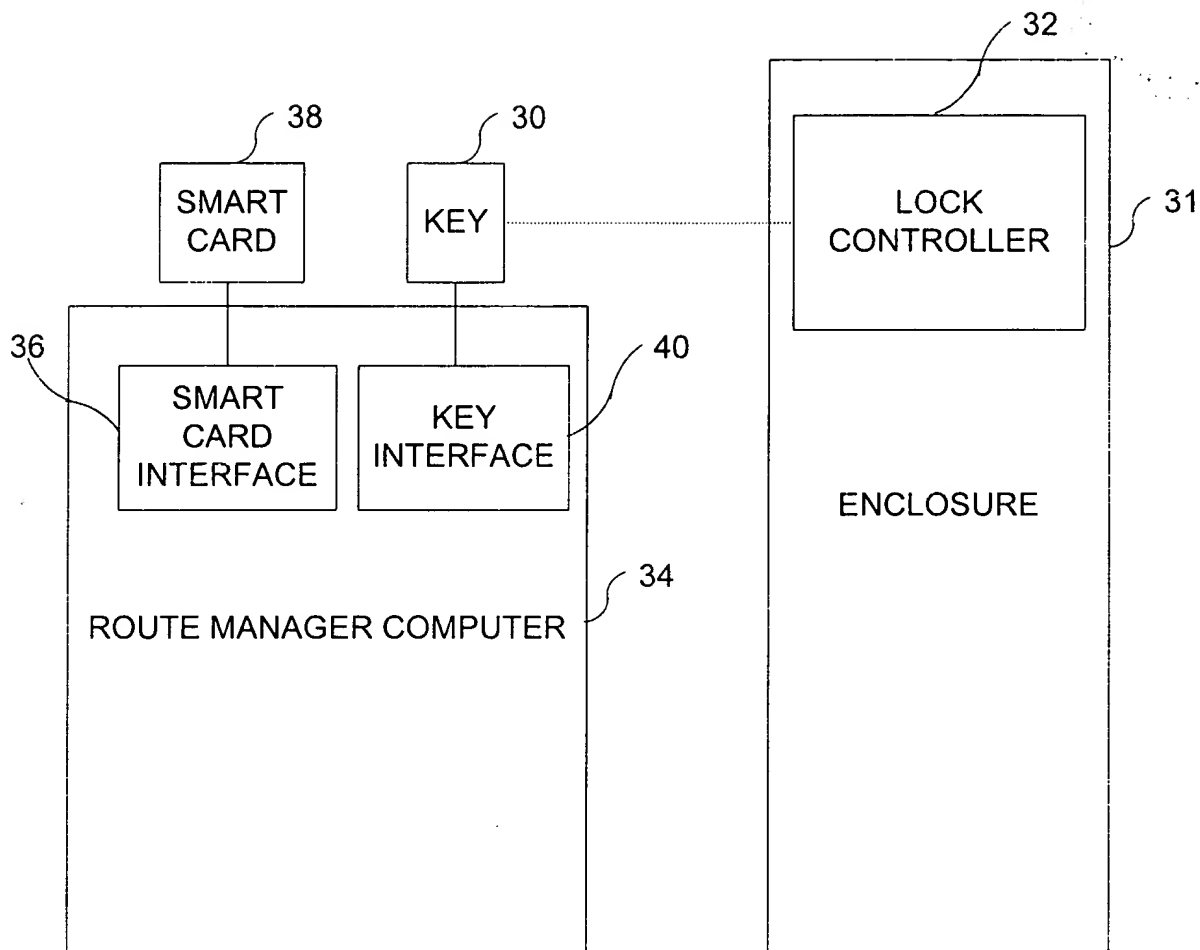 32
38
30
SMART
CARD
KEY
LOCK
CONTROLLER
31
36
40
SMART
CARD
INTERFACE
KEY
INTERFACE
ENCLOSURE
34
ROUTE MANAGER COMPUTER